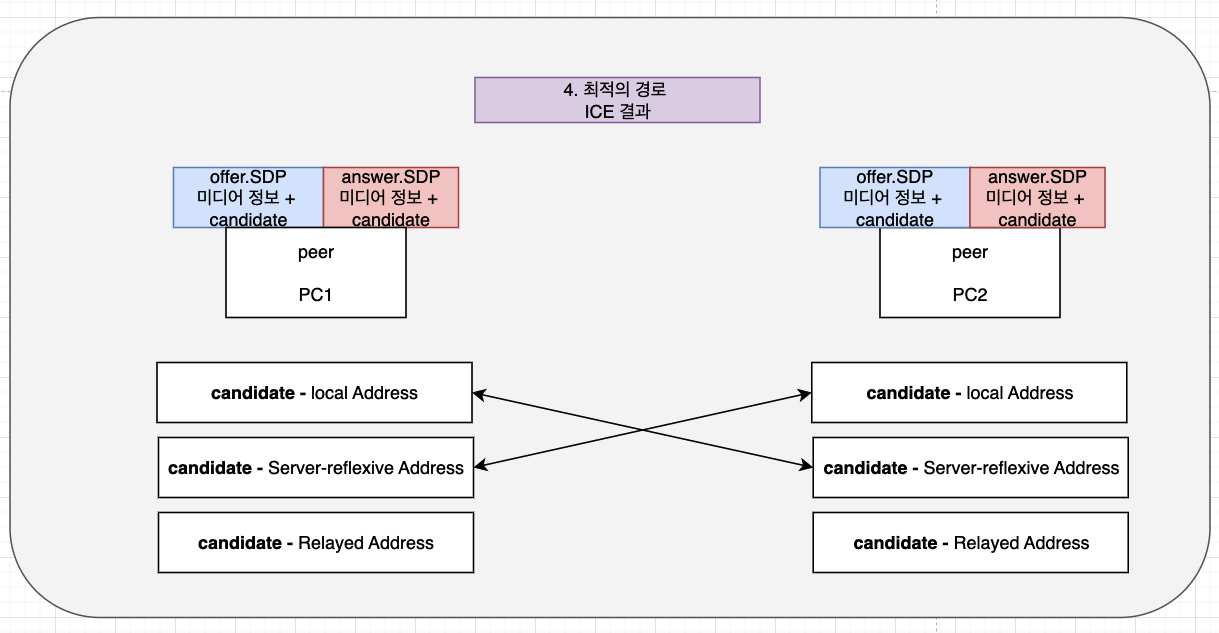 4. 최적의 경로
ICE 결과
offer.SDP
미디어 정보 +
candidate
answer.SDP
미디어 정보 +
candidate
peer
PC1
offer.SDP
미디어 정보 +
candidate
answer.SDP
미디어 정보 +
candidate
peer
PC2
candidate - local Address
candidate - local Address
candidate - Server-reflexive Address
candidate - Server-reflexive Address
candidate - Relayed Address
candidate - Relayed Address